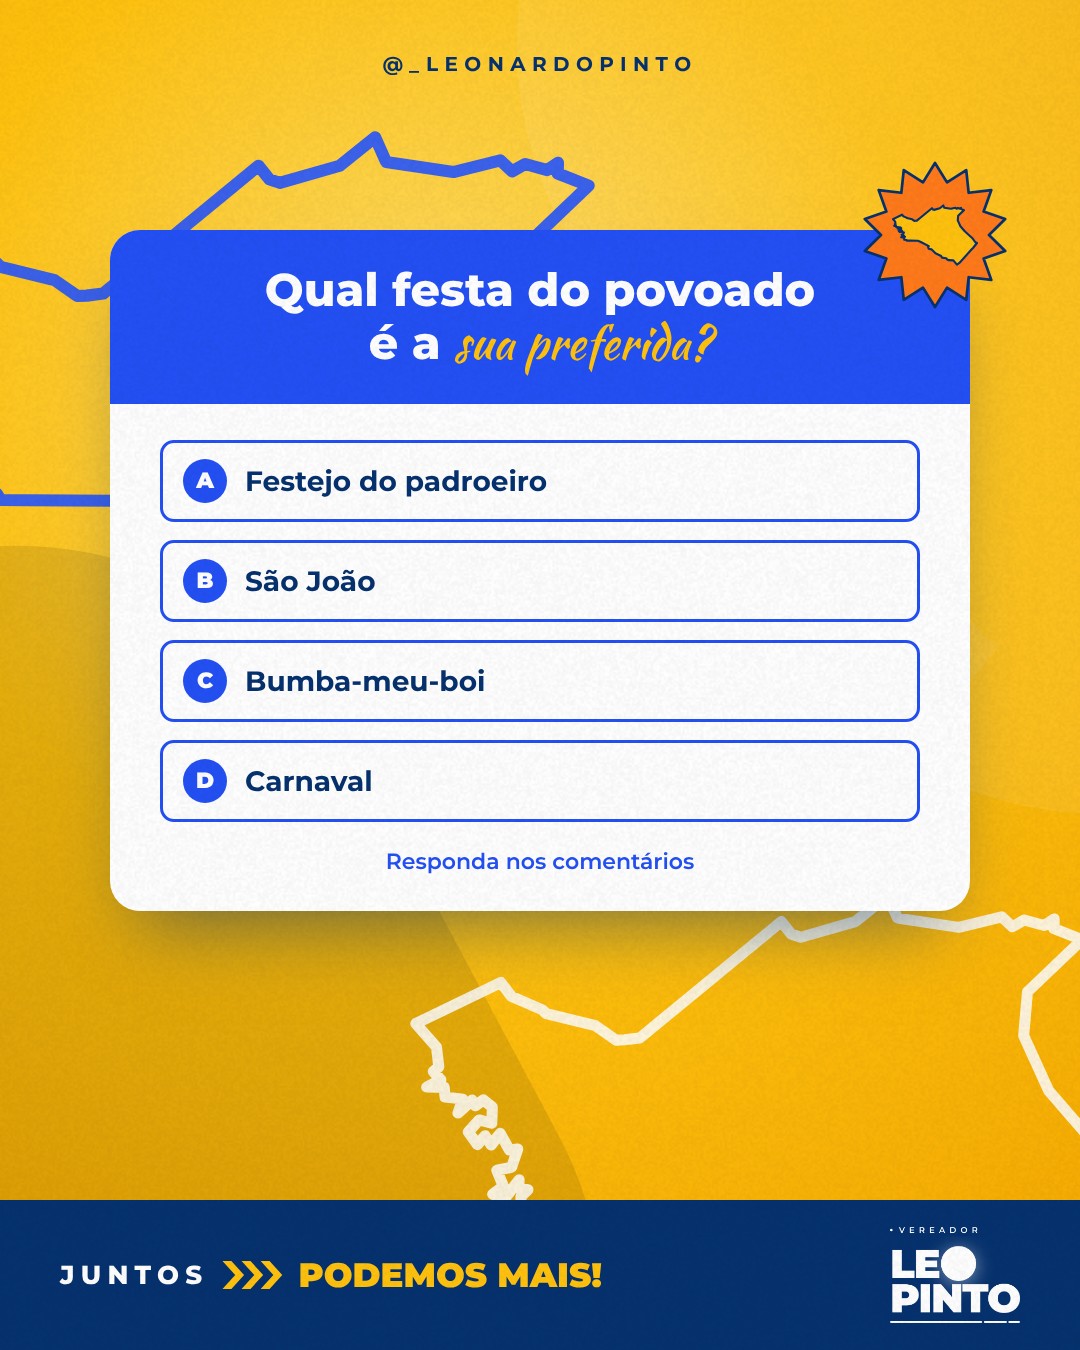 @_LEONARDOPINTO
Qual festa do povoado
é a sua preferida?
A Festejo do padroeiro
B São João
C Bumba-meu-boi
D Carnaval
Responda nos comentários
JUNTOS PODEMOS MAIS!
• VEREADOR
LEO
PINTO